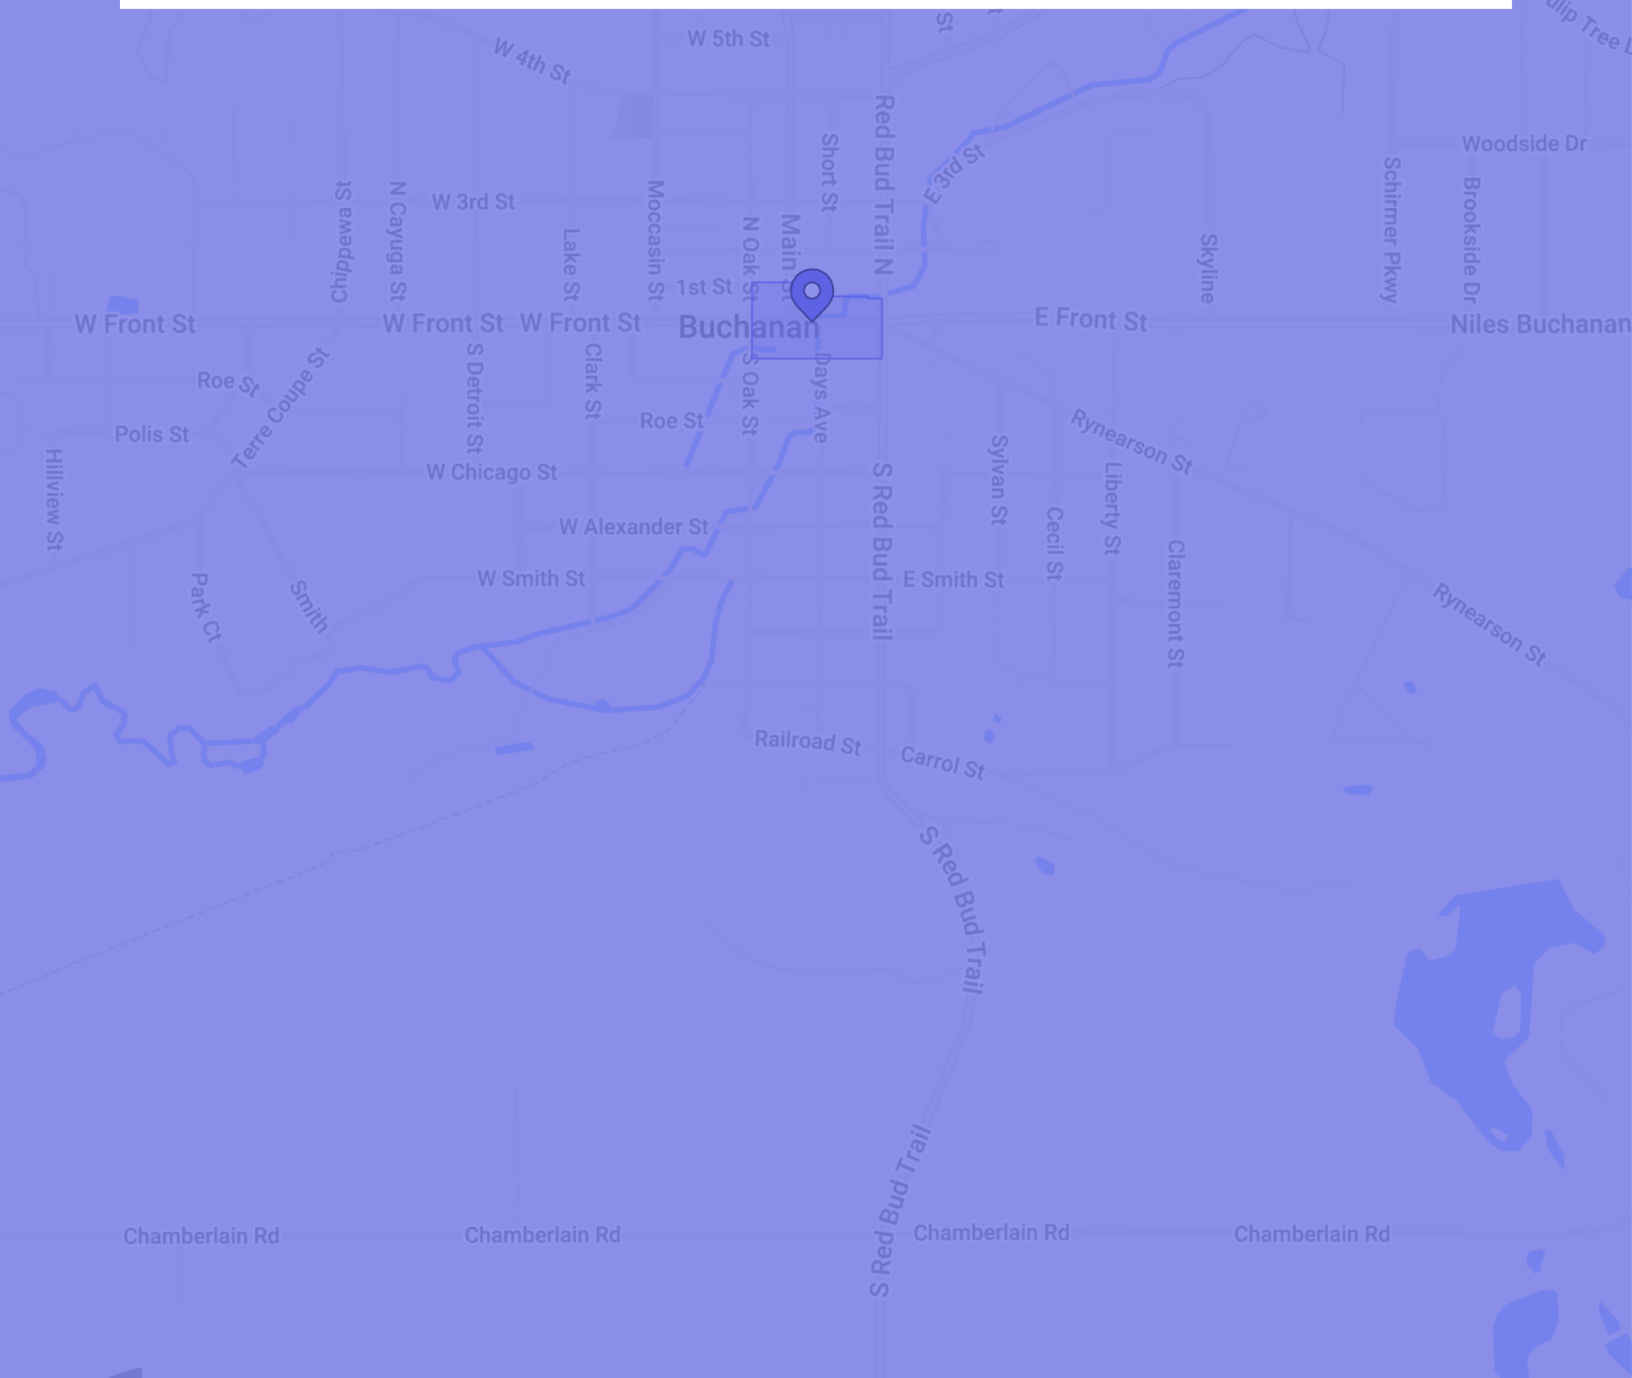 W 5th St
W 4th St
St
Woodside Dr
E 3rd St
Red Bud Trail N
Short St
W 3rd St
Chippewa St
N Cayuga St
Lake St
Moccasin St
N Oak St
Main St
Skyline
Schirmer Pkwy
Brookside Dr
1st St
W Front St
W Front St
W Front St
Buchanan
E Front St
Niles Buchanan
Roe St
Terre Coupe St
S Detroit St
Clark St
S Oak St
Days Ave
Roe St
Polis St
Rynearson St
W Chicago St
Hillview St
S Red Bud Trail
Sylvan St
Liberty St
Cecil St
W Alexander St
Claremont St
W Smith St
E Smith St
Park Ct
Smith
Rynearson St
Railroad St
Carrol St
S Red Bud Trail
S Red Bud Trail
Chamberlain Rd
Chamberlain Rd
Chamberlain Rd
Chamberlain Rd